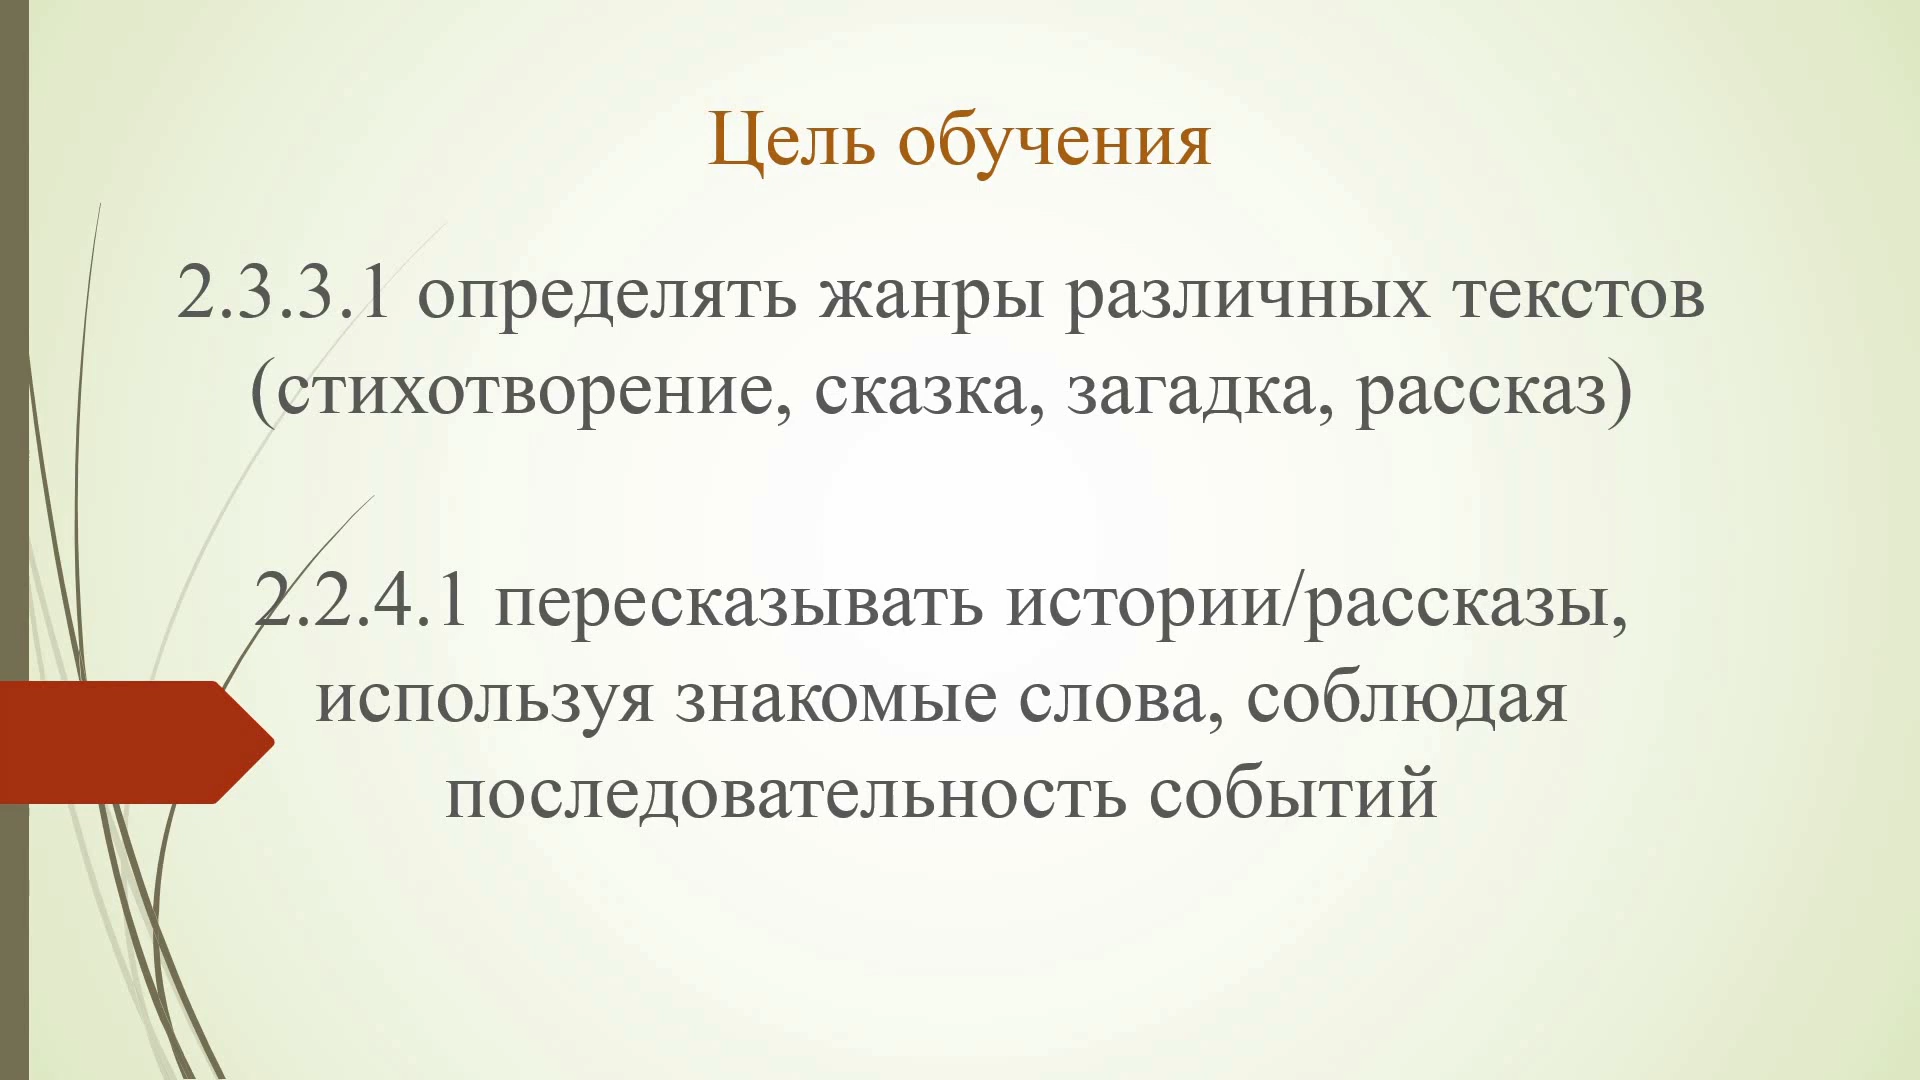 Цель обучения
2.3.3.1 определять жанры различных текстов
(стихотворение, сказка, загадка, рассказ)
2.2.4.1 пересказывать истории/рассказы,
используя знакомые слова, соблюдая
последовательность событий